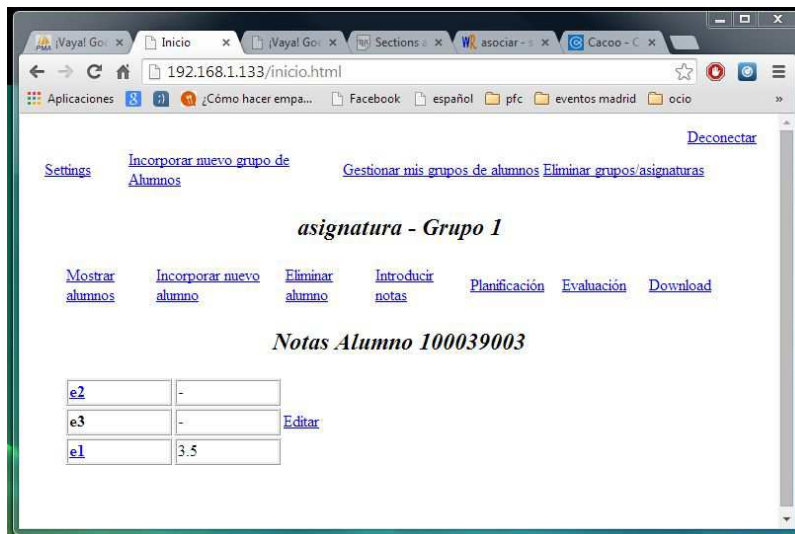 ¡Vaya! Goo
Inicio
¡Vaya! Goo
Sections a
asociar - s
Cacoo - C
192.168.1.133/inicio.html
Aplicaciones
¿Cómo hacer empa...
Facebook
español
pfc
eventos madrid
ocio
»
Deconectar
Settings
Incorporar nuevo grupo de
Alumnos
Gestionar mis grupos de alumnos
Eliminar grupos/asignaturas
asignatura - Grupo 1
Mostrar
alumnos
Incorporar nuevo
alumno
Eliminar
alumno
Introducir
notas
Planificación
Evaluación
Download
Notas Alumno 100039003
e2 -
e3 - Editar
e1 3.5